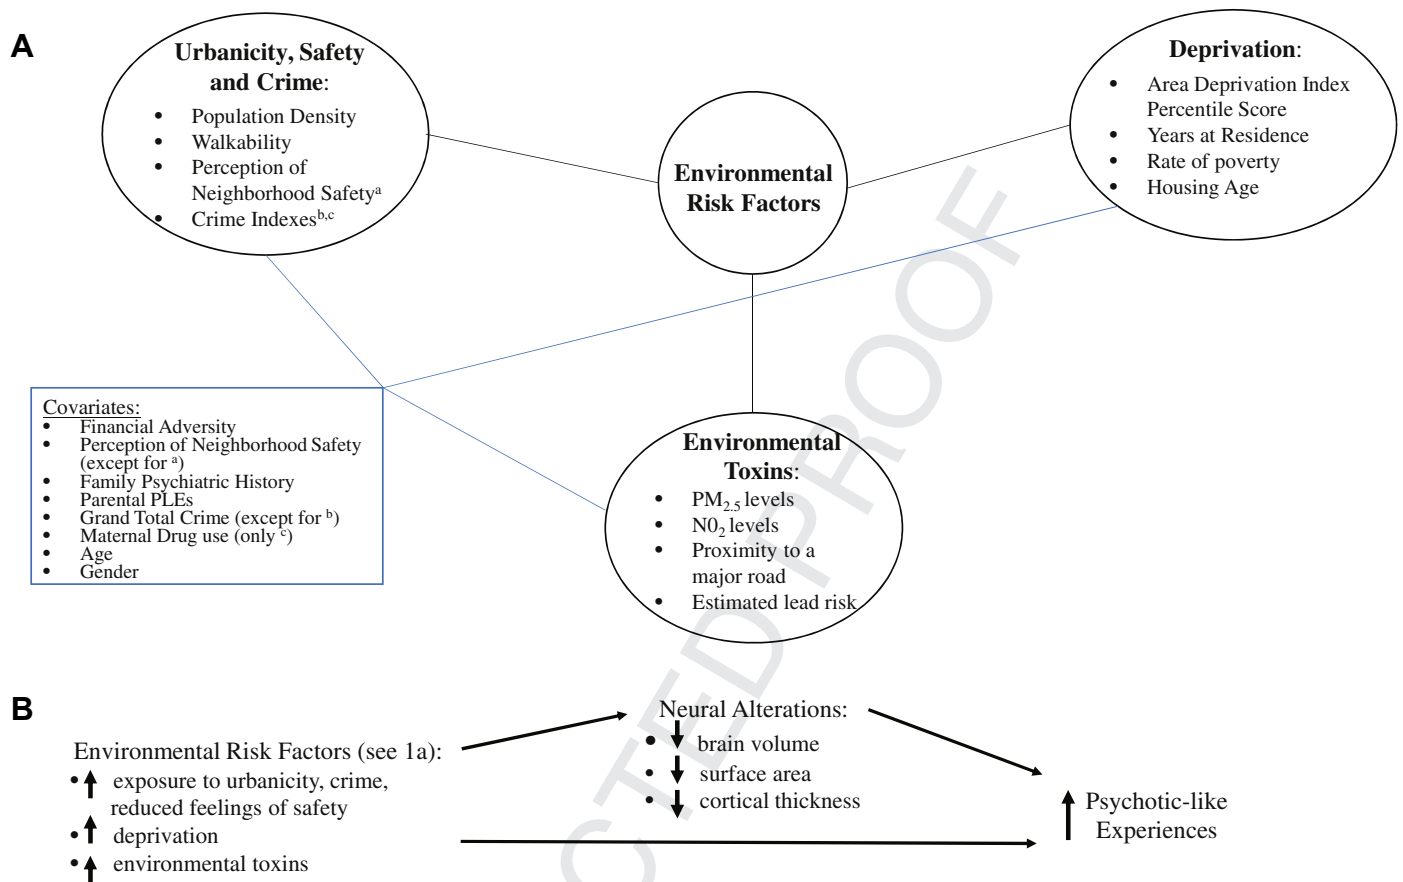 A
Urbanicity, Safety
and Crime:
• Population Density
• Walkability
• Perception of
Neighborhood Safetyᵃ
• Crime Indexesᵇ,ᶜ
Environmental
Risk Factors
Deprivation:
• Area Deprivation Index
Percentile Score
• Years at Residence
• Rate of poverty
• Housing Age
Covariates:
• Financial Adversity
• Perception of Neighborhood Safety
(except for ᵃ)
• Family Psychiatric History
• Parental PLEs
• Grand Total Crime (except for ᵇ)
• Maternal Drug use (only ᶜ)
• Age
• Gender
Environmental
Toxins:
• PM₂.₅ levels
• N0₂ levels
• Proximity to a
major road
• Estimated lead risk
B
Environmental Risk Factors (see 1a):
• ↑ exposure to urbanicity, crime,
reduced feelings of safety
• ↑ deprivation
• ↑ environmental toxins
Neural Alterations:
• ↓ brain volume
• ↓ surface area
• ↓ cortical thickness
↑ Psychotic-like
Experiences
CTED PROOF